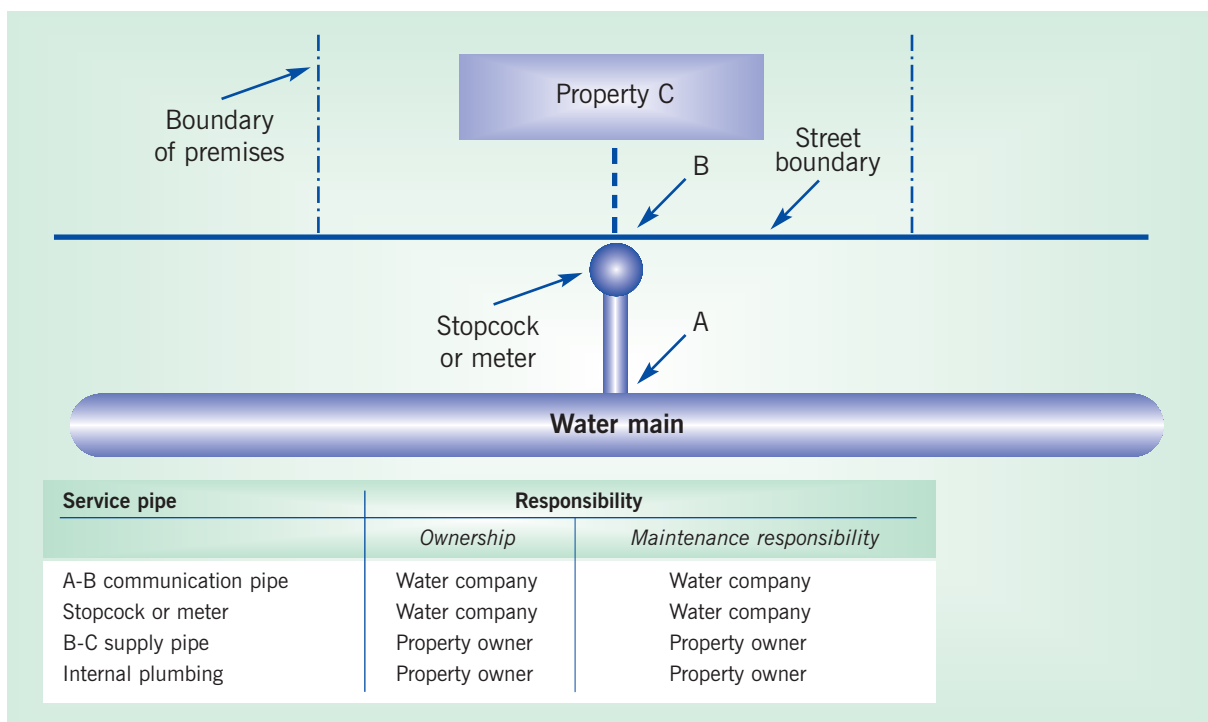 Property C
Boundary
of premises
Street
boundary
B
Stopcock
or meter
A
Water main
Service pipe Responsibility
Ownership Maintenance responsibility
A-B communication pipe Water company Water company
Stopcock or meter Water company Water company
B-C supply pipe Property owner Property owner
Internal plumbing Property owner Property owner